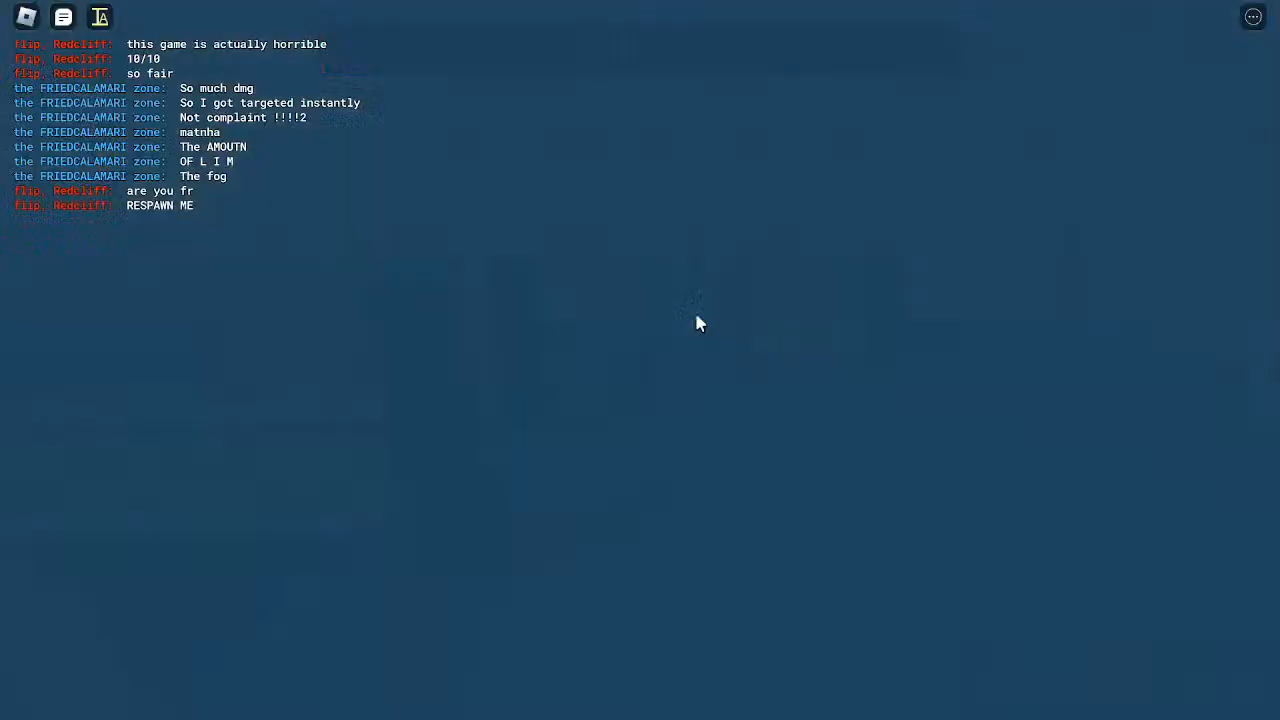 flip, Redcliff: this game is actually horrible
flip, Redcliff: 10/10
flip, Redcliff: so fair
the FRIEDCALAMARI zone: So much dmg
the FRIEDCALAMARI zone: So I got targeted instantly
the FRIEDCALAMARI zone: Not complaint !!!!2
the FRIEDCALAMARI zone: matnha
the FRIEDCALAMARI zone: The AMOUTN
the FRIEDCALAMARI zone: OF L I M
the FRIEDCALAMARI zone: The fog
flip, Redcliff: are you fr
flip, Redcliff: RESPAWN ME